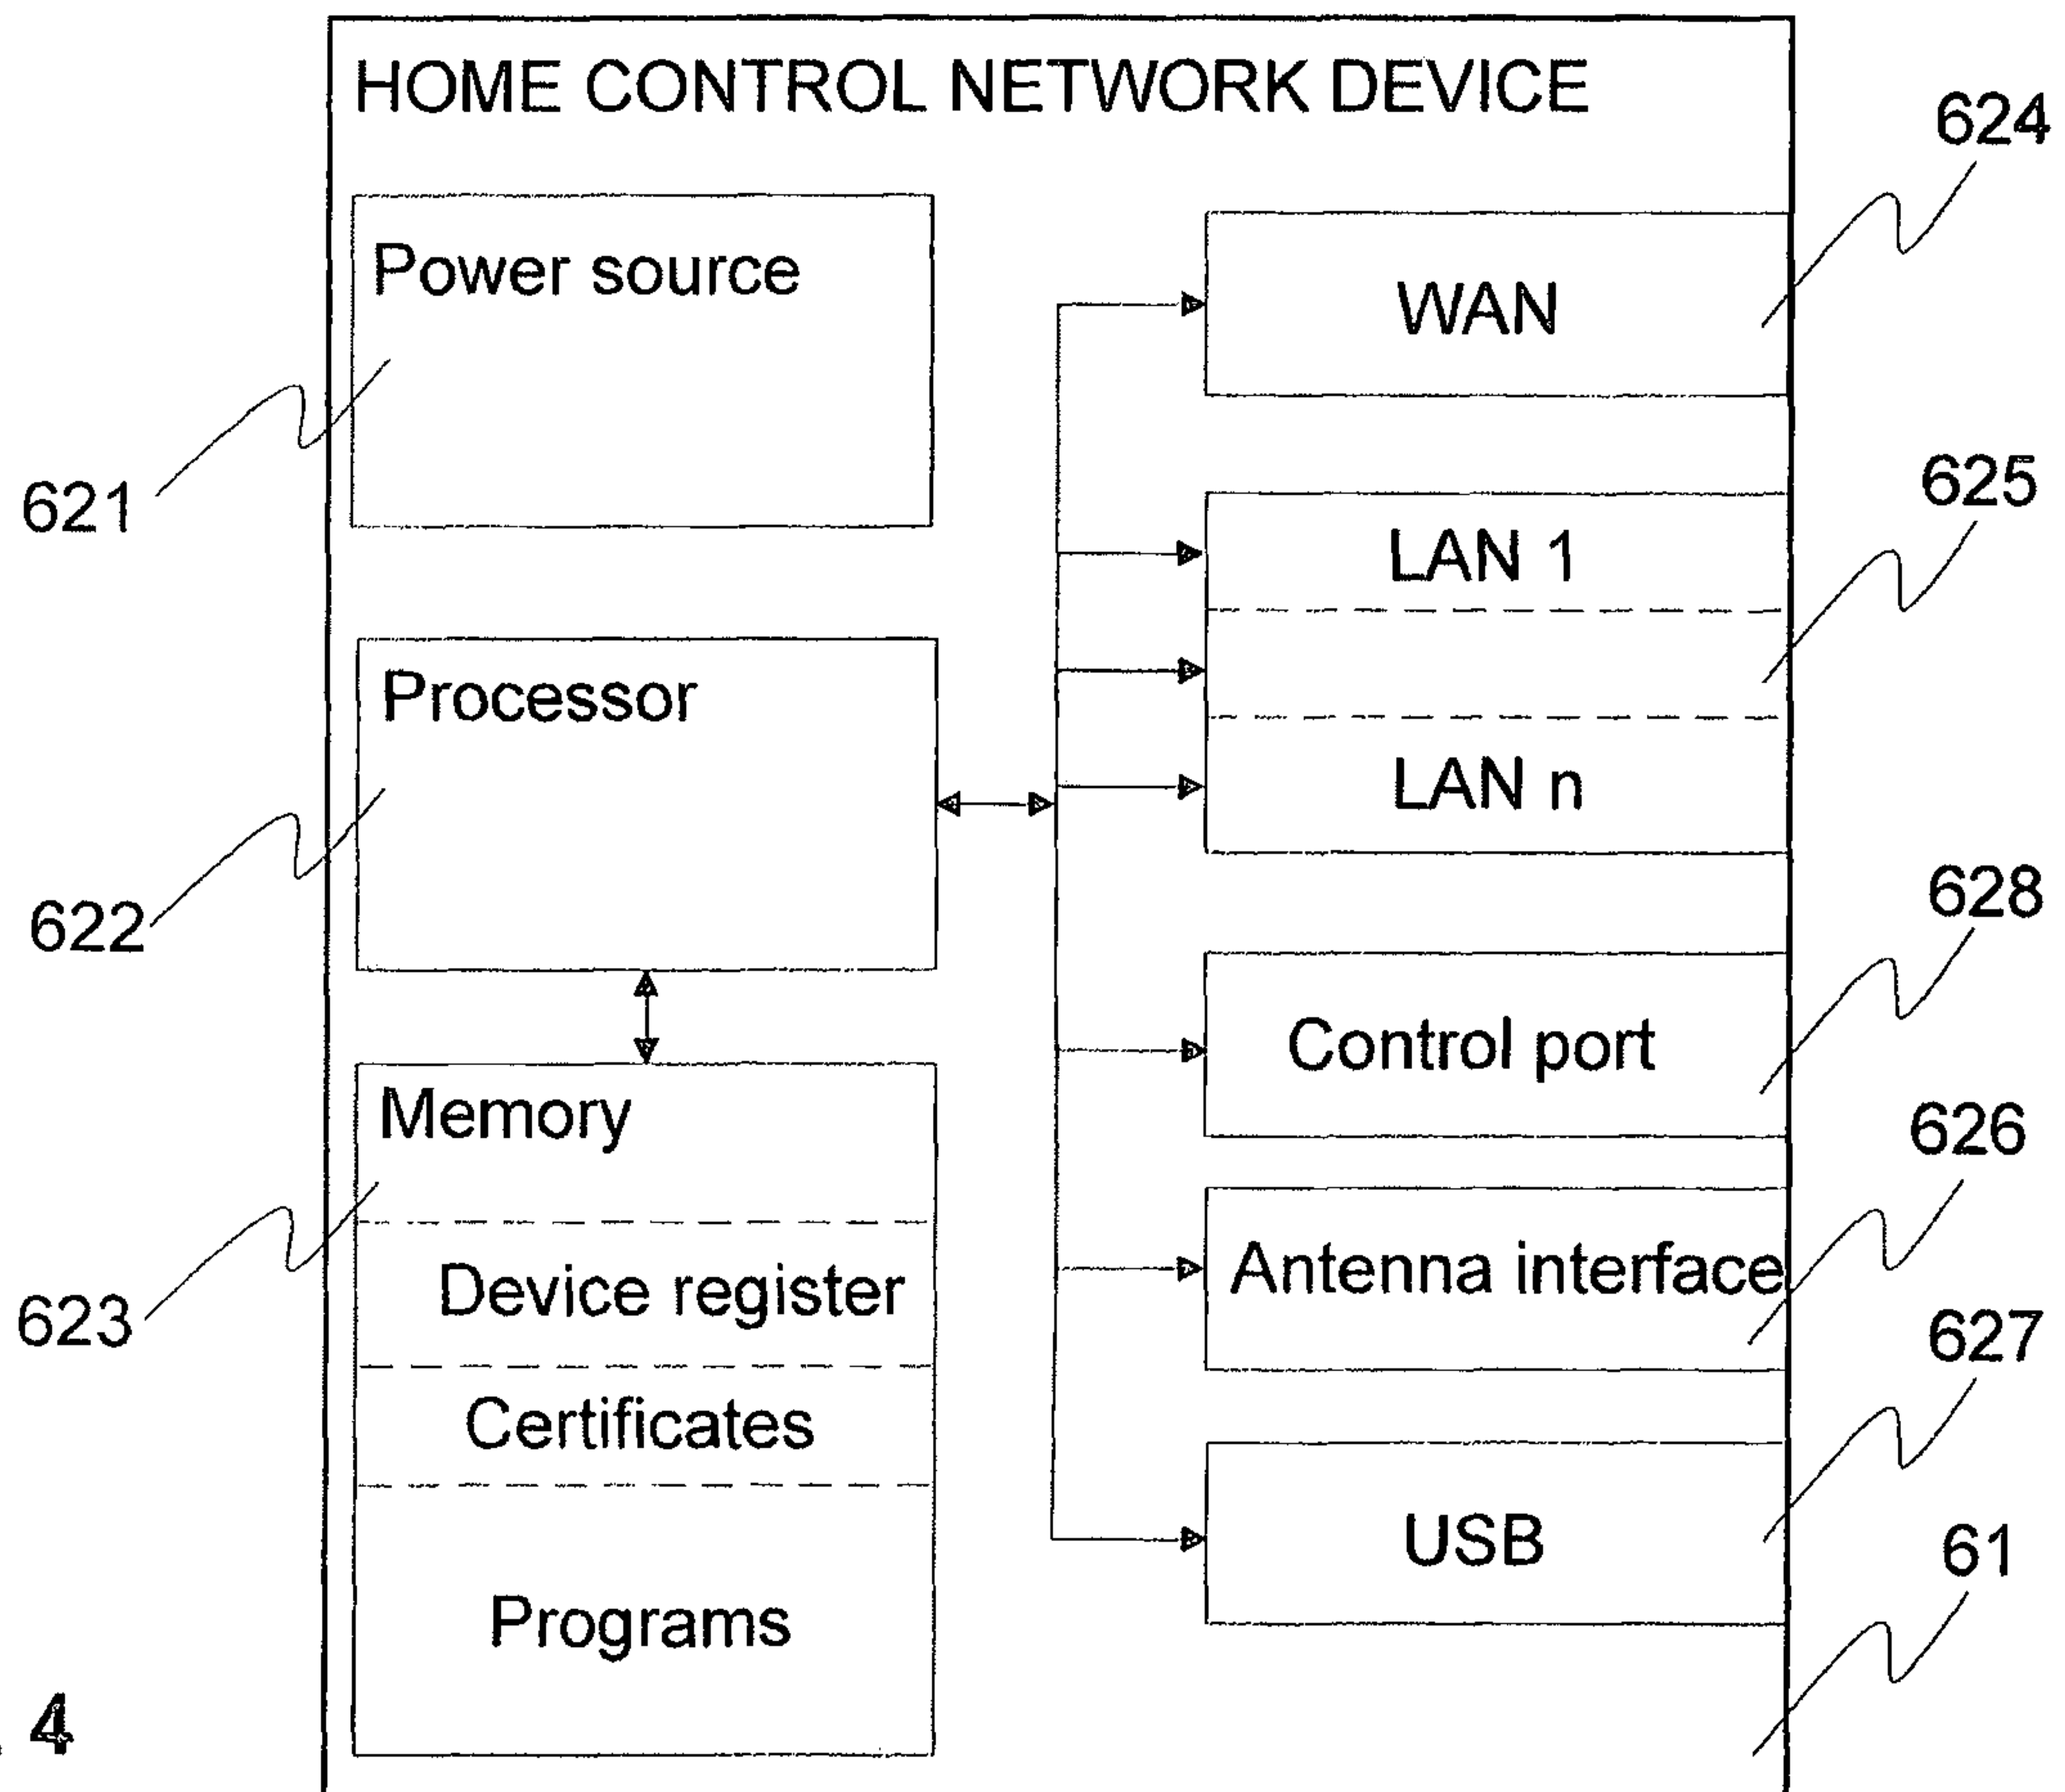 HOME CONTROL NETWORK DEVICE
624
Power source
WAN
621
625
LAN 1
Processor
LAN n
622
628
Control port
Memory
626
Device register
Antenna interface
623
627
Certificates
USB
61
Programs
4